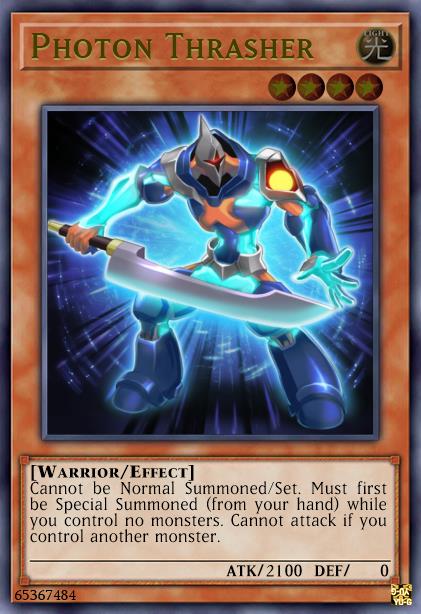 PHOTON THRASHER
LIGHT
光
[WARRIOR/EFFECT]
Cannot be Normal Summoned/Set. Must first
be Special Summoned (from your hand) while
you control no monsters. Cannot attack if you
control another monster.
ATK/2100 DEF/ 0
65367484